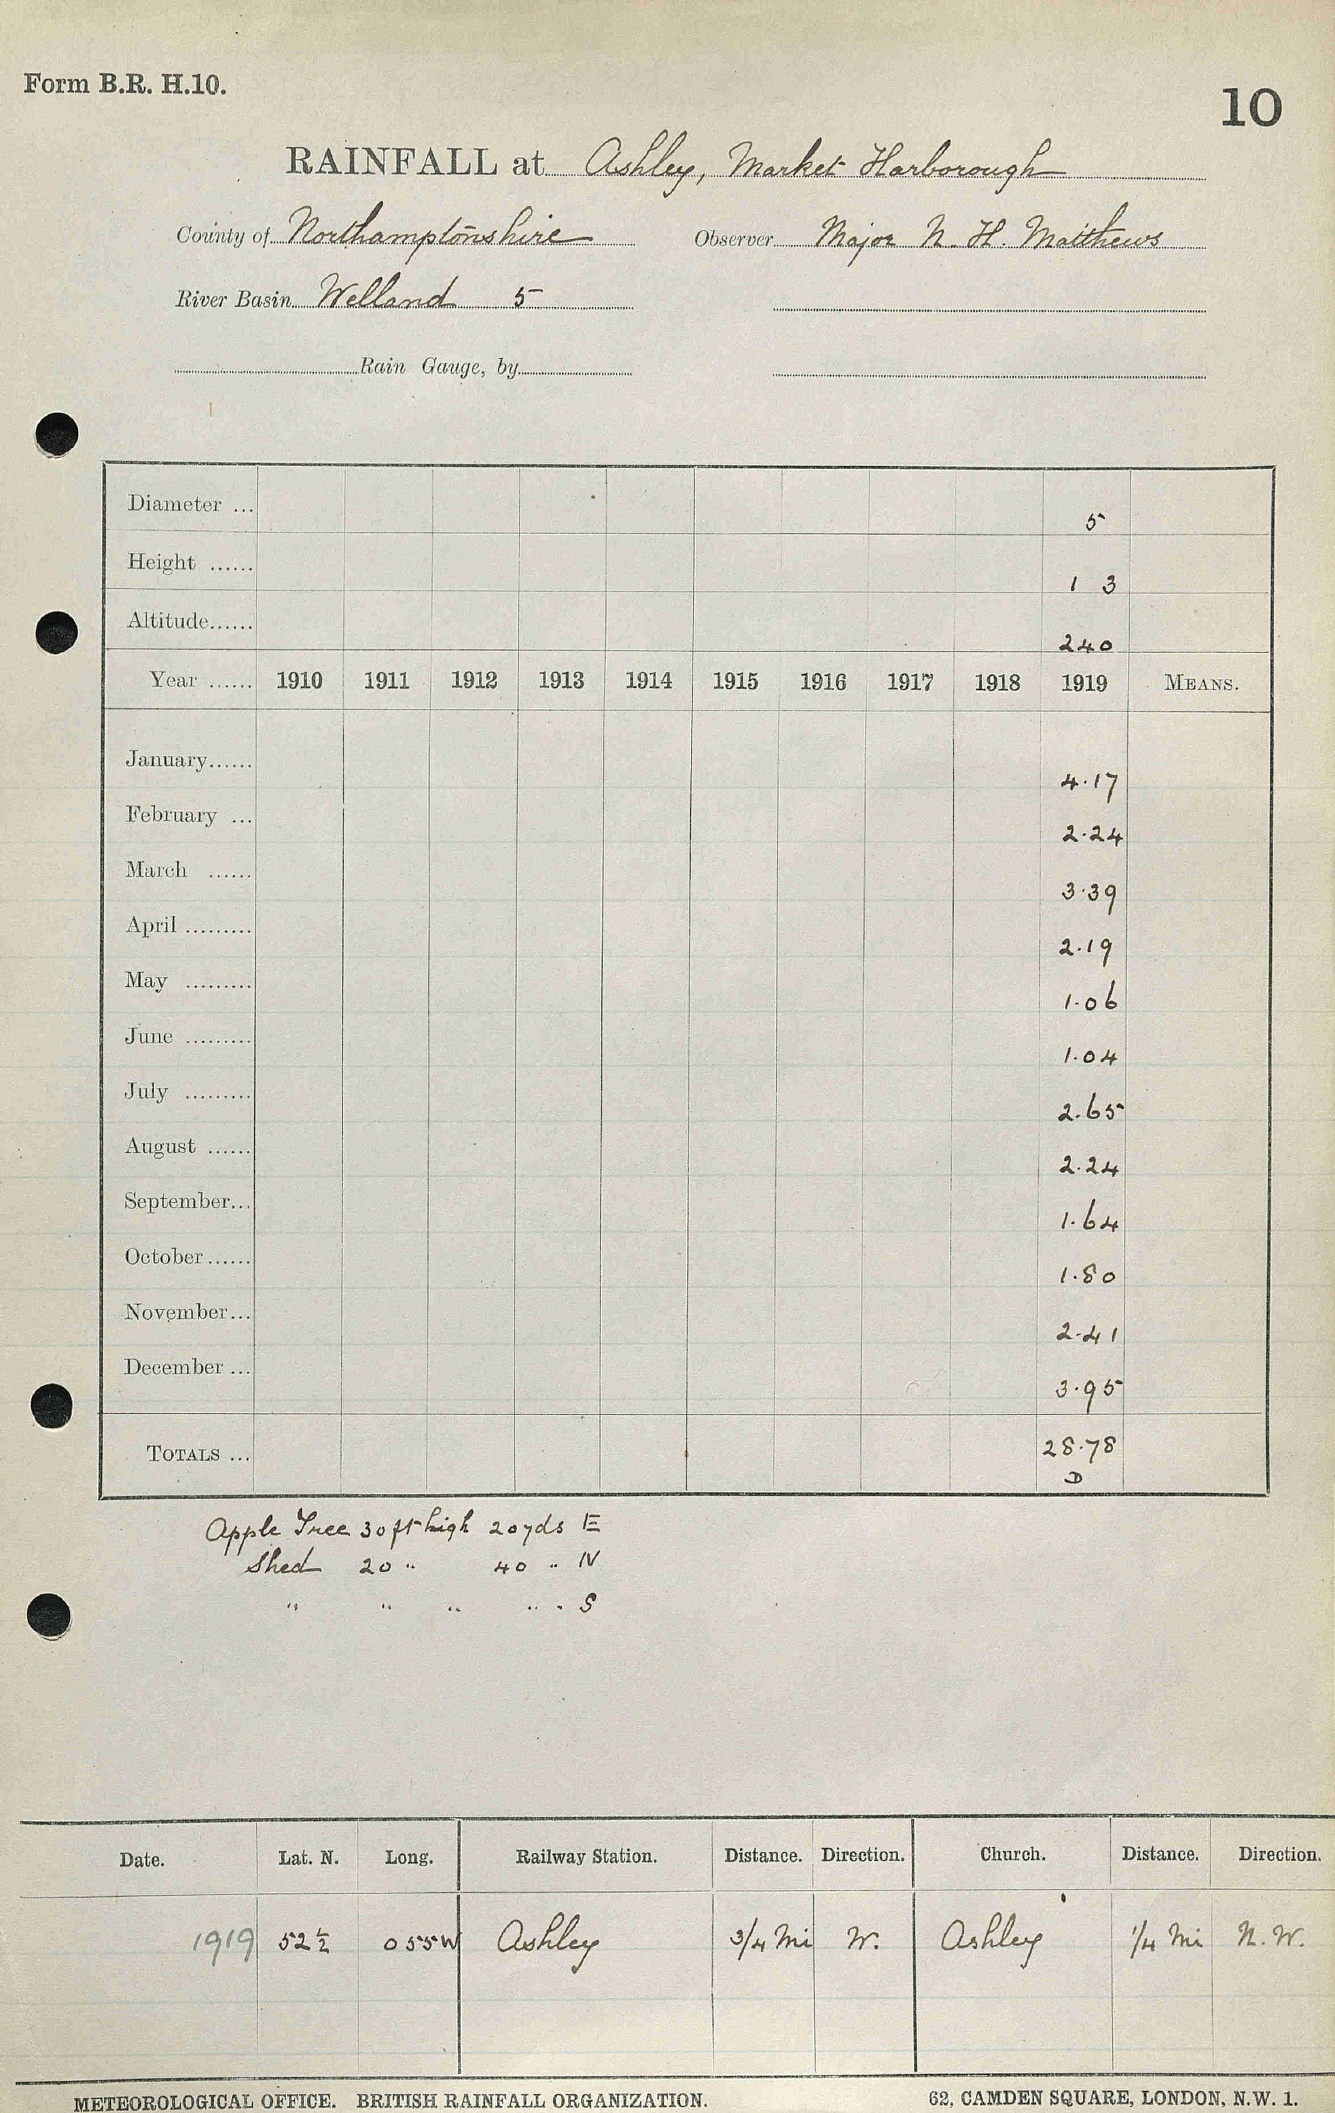 Form B.R. H.10.
10
RAINFALL at Ashley, Market Harborough
County of Northamptonshire Observer Major N. H. Matthews
River Basin Welland 5
Rain Gauge, by
Diameter ... 5
Height ...... 1 3
Altitude...... 240
Year ...... 1910 1911 1912 1913 1914 1915 1916 1917 1918 1919 MEANS.
January...... 4.17
February ... 2.24
March ...... 3.39
April ......... 2.19
May ......... 1.06
June ......... 1.04
July ......... 2.65
August ...... 2.24
September... 1.64
October...... 1.80
November... 2.41
December ... 3.95
TOTALS ... 28.78
D
Apple Tree 30 ft high 20 yds E
Shed 20 " 40 " N
" " " " " S
Date. Lat. N. Long. Railway Station. Distance. Direction. Church. Distance. Direction.
1919 52 ½ 0 55 W Ashley 3/4 Mi W. Ashley 1/4 Mi N. W.
METEOROLOGICAL OFFICE. BRITISH RAINFALL ORGANIZATION. 62, CAMDEN SQUARE, LONDON, N.W. 1.